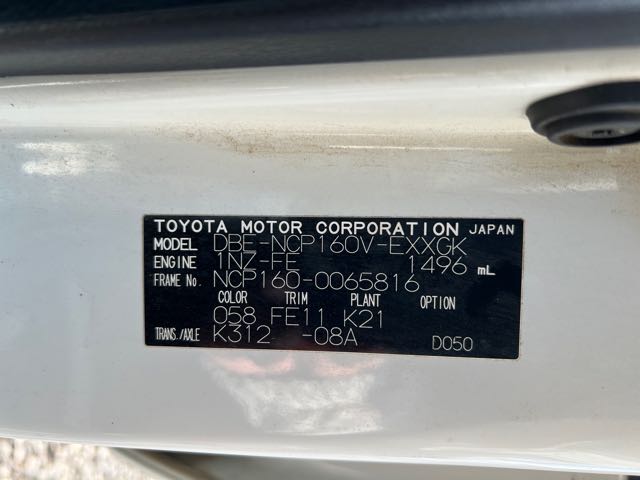 TOYOTA MOTOR CORPORATION JAPAN
MODEL DBE-NCP160V-EXXGK
ENGINE 1NZ-FE 1496 mL
FRAME No. NCP160-0065816
COLOR TRIM PLANT OPTION
058 FE11 K21
TRANS./AXLE K312 -08A D050